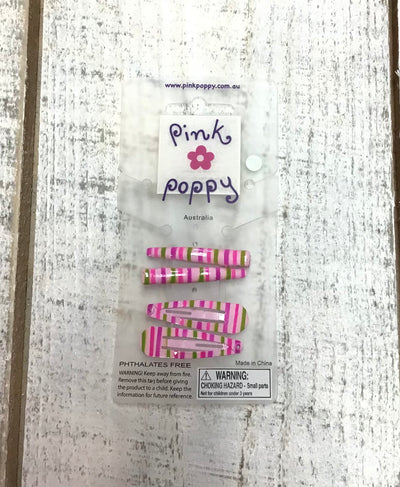 www.pinkpoppy.com.au
pink
poppy
Australia
PHTHALATES FREE
Made in China
WARNING! Keep away from fire.
Remove this tag before giving
the product to a child. Keep the
information for future reference.
WARNING:
CHOKING HAZARD - Small parts
Not for children under 3 years